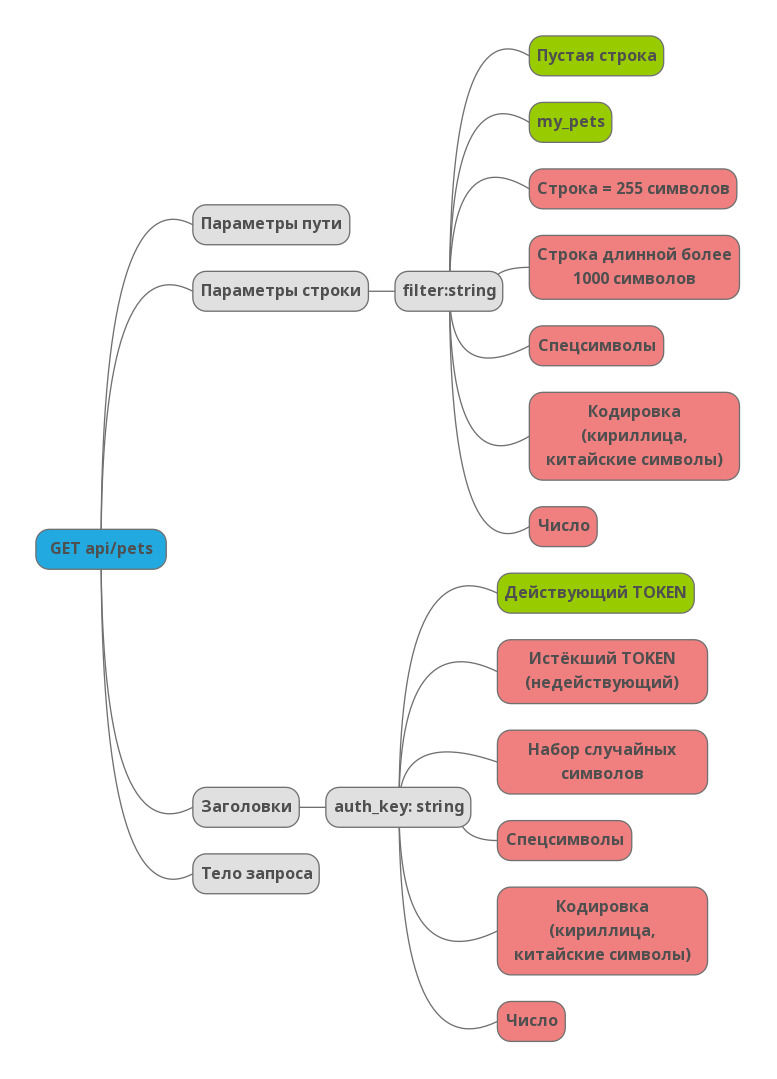 Пустая строка
my_pets
Строка = 255 символов
Параметры пути
Строка длинной более
1000 символов
Параметры строки
filter:string
Спецсимволы
Кодировка
(кириллица,
китайские символы)
Число
GET api/pets
Действующий TOKEN
Истёкший TOKEN
(недействующий)
Набор случайных
символов
Заголовки
auth_key: string
Спецсимволы
Тело запроса
Кодировка
(кириллица,
китайские символы)
Число